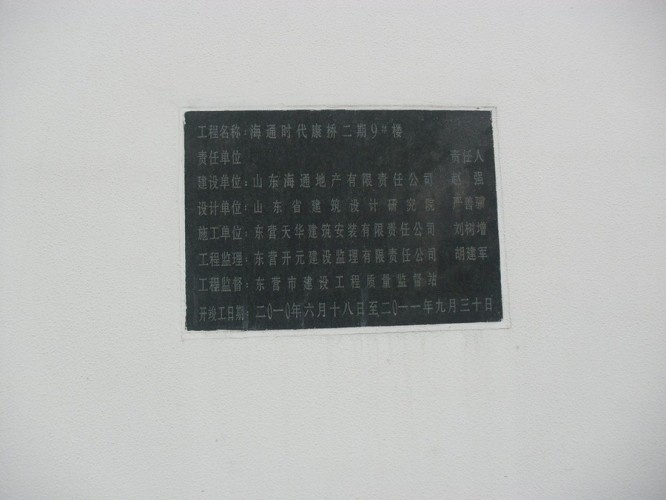 工程名称：海通时代康桥二期9#楼
责任单位 责任人
建设单位：山东海通地产有限责任公司 赵强
设计单位：山东省建筑设计研究院
施工单位：东营天华建筑安装有限责任公司 刘树增
工程监理：东营开元建设监理有限责任公司 胡建军
工程监督：东营市建设工程质量监督站
开竣工日期：二0一0年六月十八日至二0一一年九月三十日